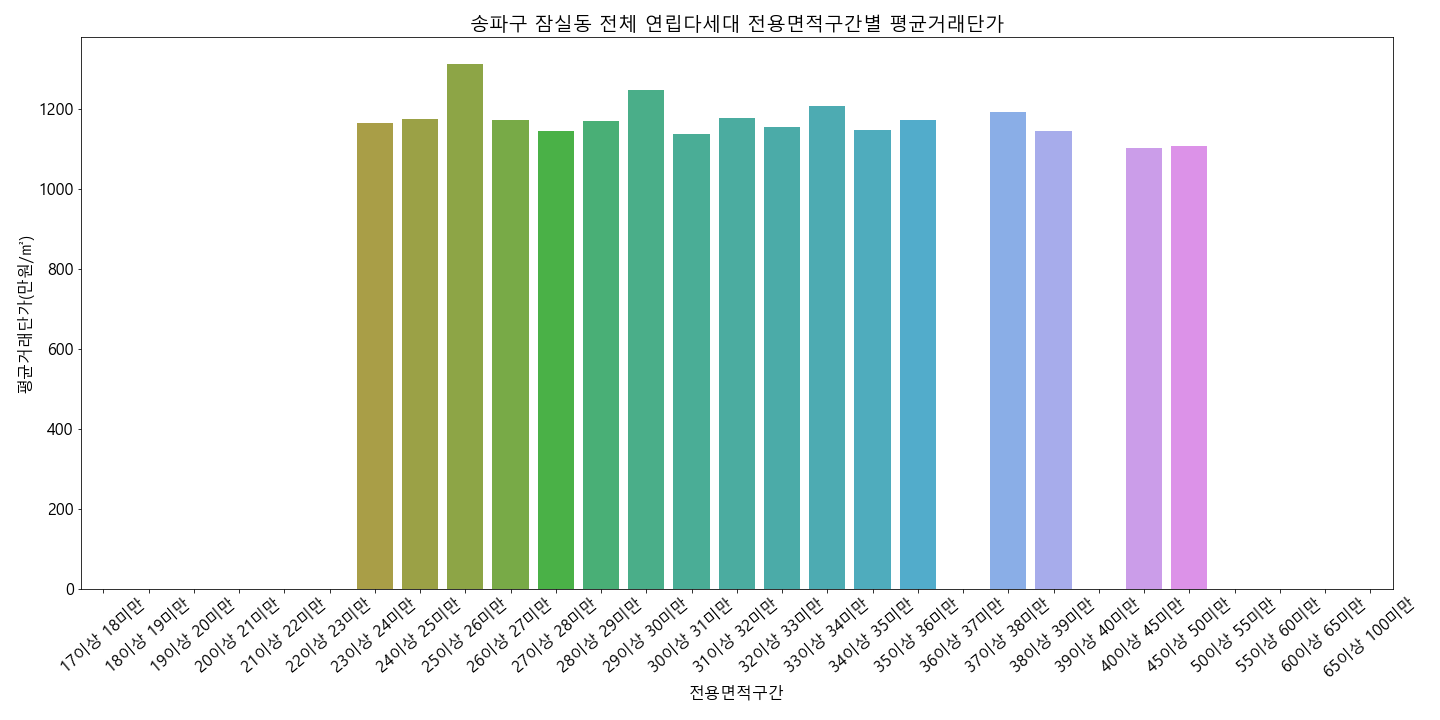 송파구 잠실동 전체 연립다세대 전용면적구간별 평균거래단가
평균거래단가(만원/㎡)
1200
1000
800
600
400
200
0
17이상 18미만
18이상 19미만
19이상 20미만
20이상 21미만
21이상 22미만
22이상 23미만
23이상 24미만
24이상 25미만
25이상 26미만
26이상 27미만
27이상 28미만
28이상 29미만
29이상 30미만
30이상 31미만
31이상 32미만
32이상 33미만
33이상 34미만
34이상 35미만
35이상 36미만
36이상 37미만
37이상 38미만
38이상 39미만
39이상 40미만
40이상 45미만
45이상 50미만
50이상 55미만
55이상 60미만
60이상 65미만
65이상 100미만
전용면적구간